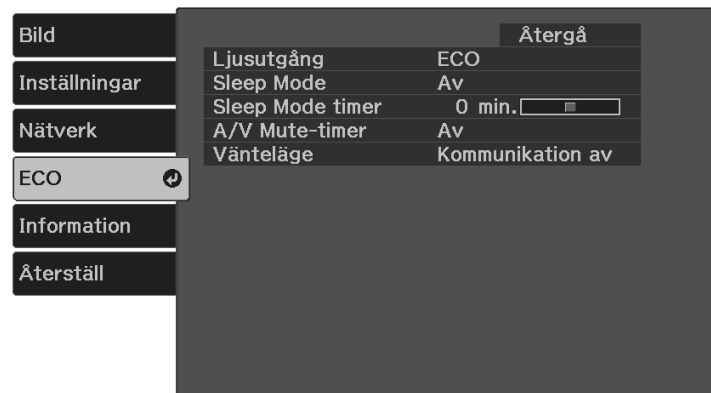 Bild
Inställningar
Nätverk
ECO
Information
Återställ
Återgå
Ljusutgång ECO
Sleep Mode Av
Sleep Mode timer 0 min.
A/V Mute-timer Av
Vänteläge Kommunikation av